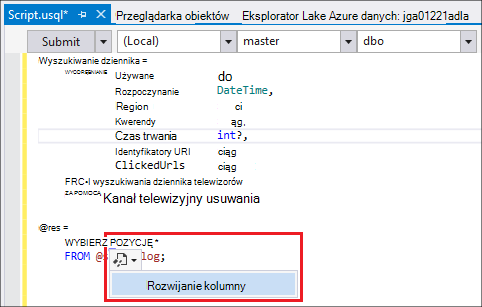 Script.usql* Przeglądarka obiektów Eksplorator Lake Azure danych: jga01221adla
Submit (Local) master dbo
Wyszukiwanie dziennika =
WYODRĘBNIANIE Używane do
Rozpoczynanie DateTime,
Region ci
Kwerendy ąg,
Czas trwania int?,
Identyfikatory URI ciąg
ClickedUrls ciąg
FRC-I wyszukiwania dziennika telewizorów
ZA POMOCĄ Kanał telewizyjny usuwania
@res =
WYBIERZ POZYCJĘ *
FROM @s log;
Rozwijanie kolumny